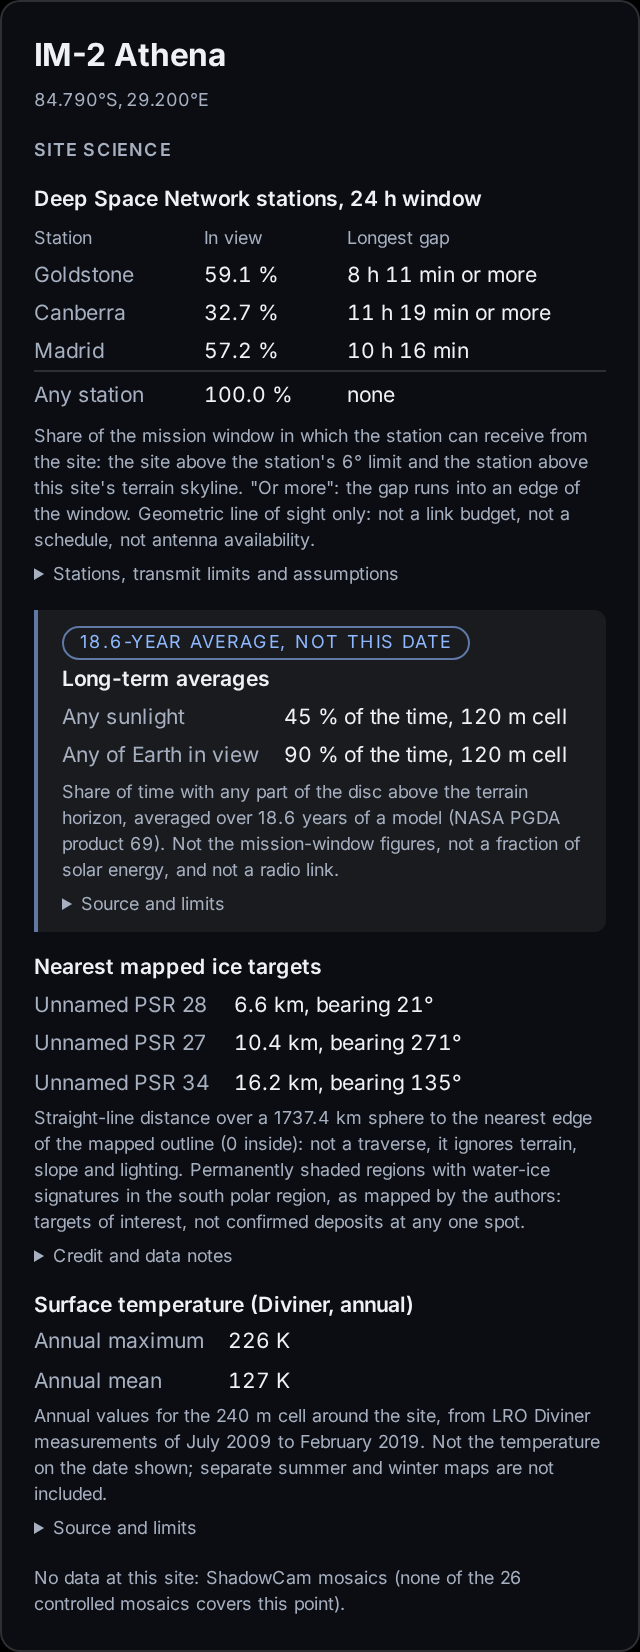 IM-2 Athena
84.790°S, 29.200°E
SITE SCIENCE
Deep Space Network stations, 24 h window
Station In view Longest gap
Goldstone 59.1 % 8 h 11 min or more
Canberra 32.7 % 11 h 19 min or more
Madrid 57.2 % 10 h 16 min
Any station 100.0 % none
Share of the mission window in which the station can receive from
the site: the site above the station's 6° limit and the station above
this site's terrain skyline. "Or more": the gap runs into an edge of
the window. Geometric line of sight only: not a link budget, not a
schedule, not antenna availability.
▶ Stations, transmit limits and assumptions
18.6-YEAR AVERAGE, NOT THIS DATE
Long-term averages
Any sunlight 45 % of the time, 120 m cell
Any of Earth in view 90 % of the time, 120 m cell
Share of time with any part of the disc above the terrain
horizon, averaged over 18.6 years of a model (NASA PGDA
product 69). Not the mission-window figures, not a fraction of
solar energy, and not a radio link.
▶ Source and limits
Nearest mapped ice targets
Unnamed PSR 28 6.6 km, bearing 21°
Unnamed PSR 27 10.4 km, bearing 271°
Unnamed PSR 34 16.2 km, bearing 135°
Straight-line distance over a 1737.4 km sphere to the nearest edge
of the mapped outline (0 inside): not a traverse, it ignores terrain,
slope and lighting. Permanently shaded regions with water-ice
signatures in the south polar region, as mapped by the authors:
targets of interest, not confirmed deposits at any one spot.
▶ Credit and data notes
Surface temperature (Diviner, annual)
Annual maximum 226 K
Annual mean 127 K
Annual values for the 240 m cell around the site, from LRO Diviner
measurements of July 2009 to February 2019. Not the temperature
on the date shown; separate summer and winter maps are not
included.
▶ Source and limits
No data at this site: ShadowCam mosaics (none of the 26
controlled mosaics covers this point).